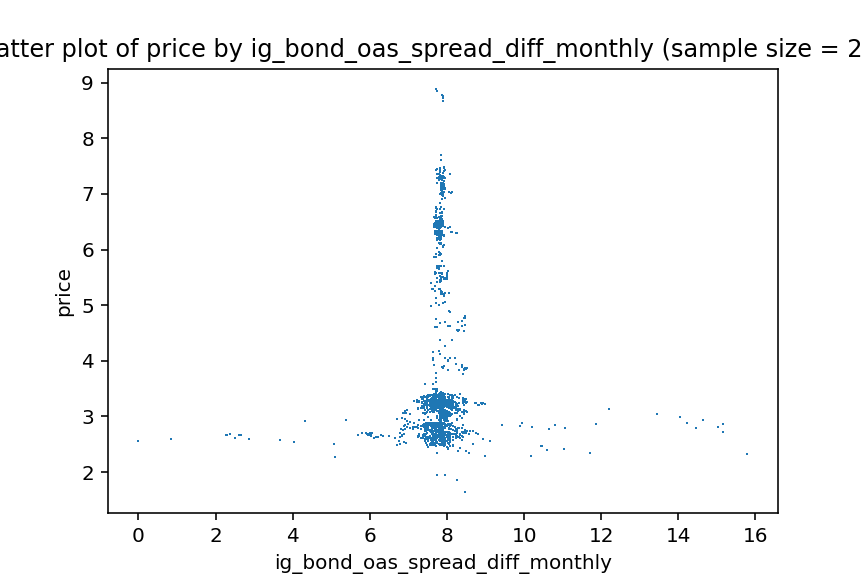 atter plot of price by ig_bond_oas_spread_diff_monthly (sample size = 2
9
8
7
6
5
4
3
2
price
0 2 4 6 8 10 12 14 16
ig_bond_oas_spread_diff_monthly